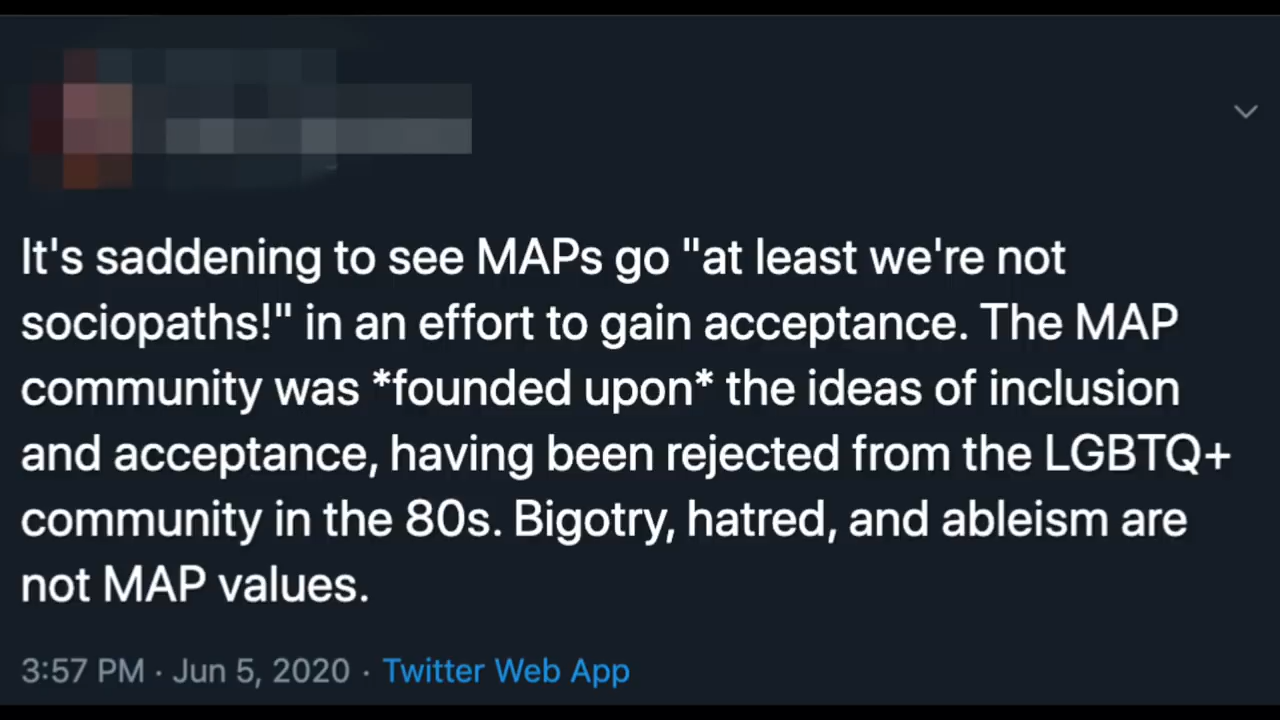 It's saddening to see MAPs go "at least we're not
sociopaths!" in an effort to gain acceptance. The MAP
community was *founded upon* the ideas of inclusion
and acceptance, having been rejected from the LGBTQ+
community in the 80s. Bigotry, hatred, and ableism are
not MAP values.
3:57 PM · Jun 5, 2020 · Twitter Web App